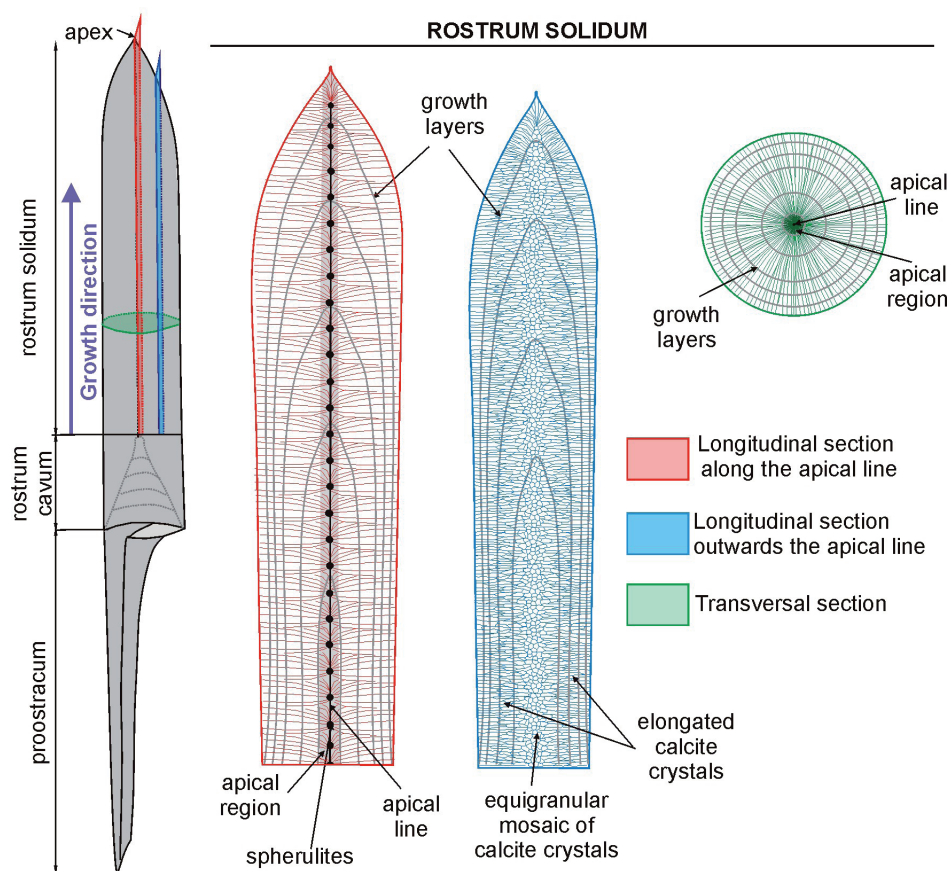 apex
ROSTRUM SOLIDUM
rostrum solidum
Growth direction
rostrum
cavum
proostracum
growth
layers
apical
line
apical
region
growth
layers
Longitudinal section
along the apical line
Longitudinal section
outwards the apical line
Transversal section
apical
region
spherulites
apical
line
equigranular
mosaic of
calcite crystals
elongated
calcite
crystals